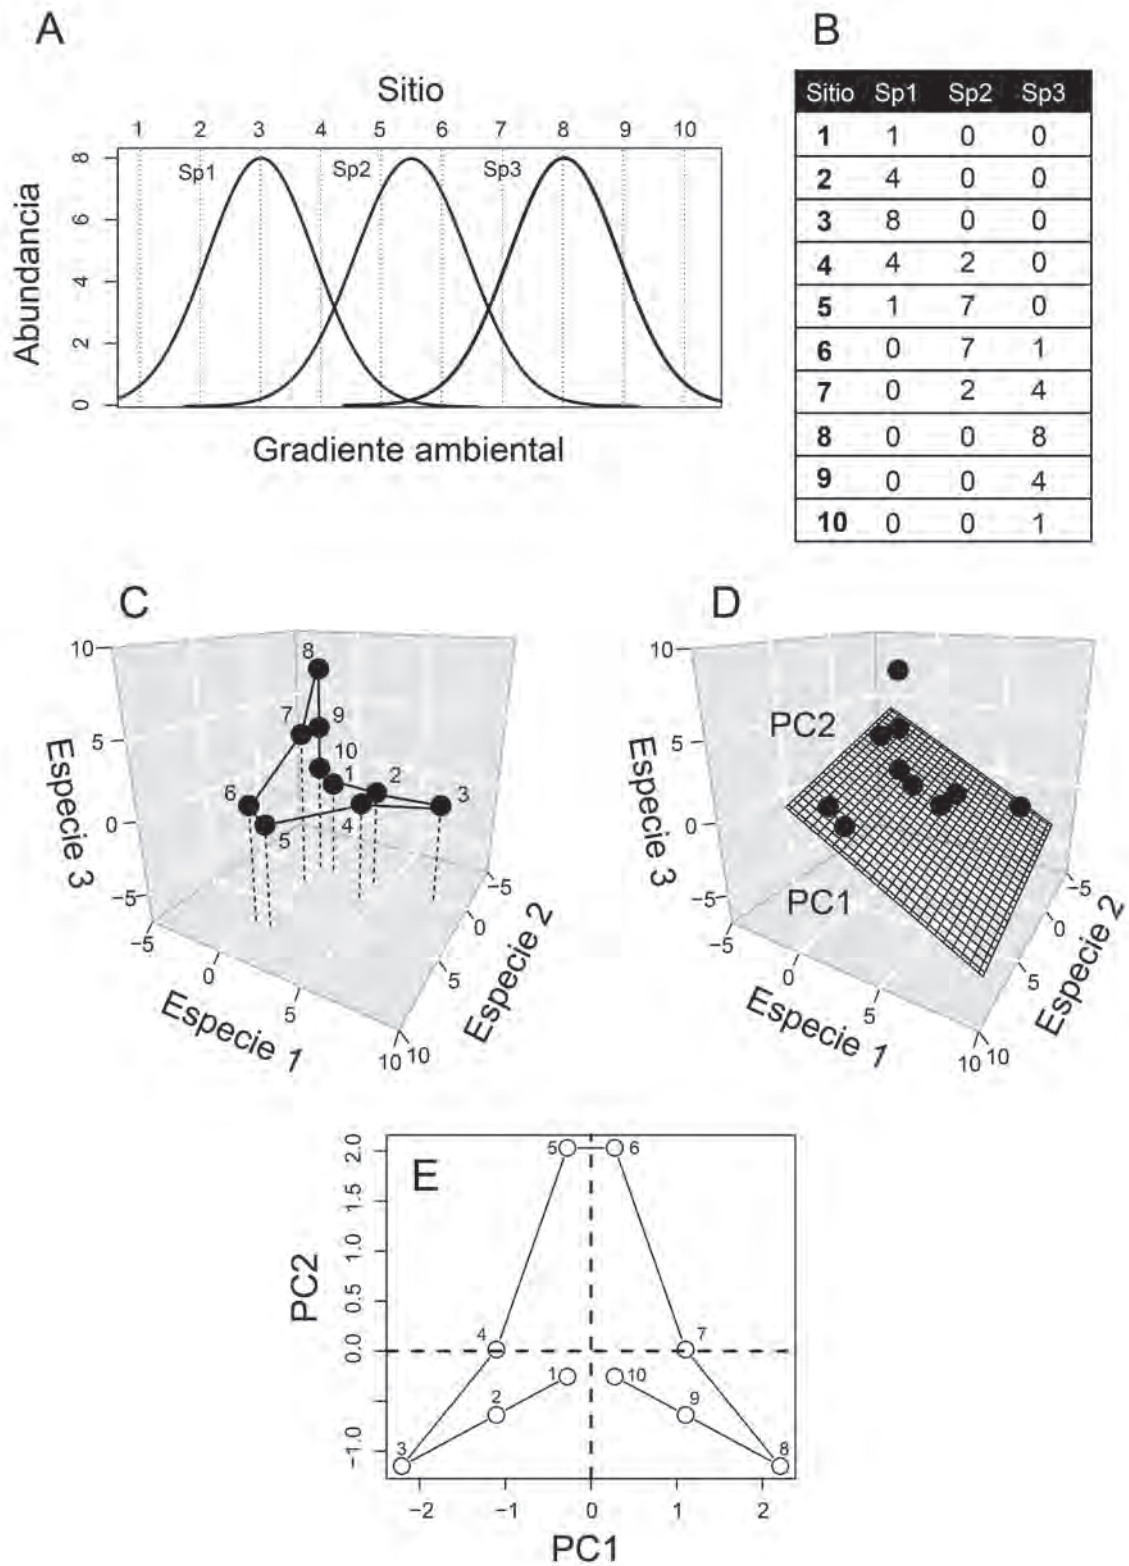 A
Sitio
1 2 3 4 5 6 7 8 9 10
Sp1 Sp2 Sp3
8
6
4
2
0
Abundancia
Gradiente ambiental
B
Sitio Sp1 Sp2 Sp3
1 1 0 0
2 4 0 0
3 8 0 0
4 4 2 0
5 1 7 0
6 0 7 1
7 0 2 4
8 0 0 8
9 0 0 4
10 0 0 1
C
10
5
0
−5
Especie 3
8
7 9
10
6 1 2 3
5 4
−5
0
5
10
Especie 1
−5
0
5
10
Especie 2
D
10
5
0
−5
Especie 3
PC2
PC1
−5
0
5
10
Especie 1
−5
0
5
10
Especie 2
E
2.0
1.5
1.0
0.5
0.0
−1.0
PC2
5 6
4 7
1 10
2 9
3 8
−2 −1 0 1 2
PC1